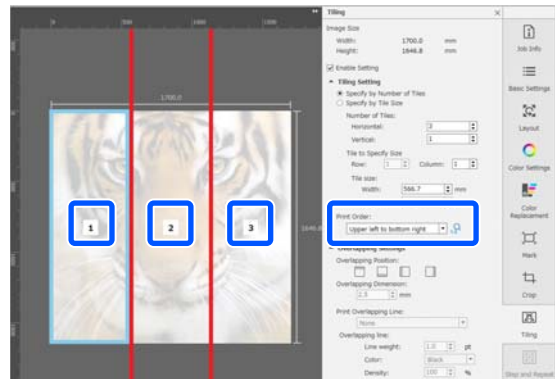 Tiling
Image Size
Width: 1700.0 mm
Height: 1646.8 mm
Enable Setting
Tiling Setting
Specify by Number of Tiles
Specify by Tile Size
Number of Tiles:
Horizontal: 3
Vertical: 1
Tile to Specify Size
Row: 1 Column: 1
Tile size:
Width: 566.7 mm
Print Order:
Upper left to bottom right
Overlapping Settings
Overlapping Position:
Overlapping Dimension:
2.5 mm
Print Overlapping Line:
None
Overlapping line:
Line weight: 1.0 pt
Color: Black
Density: 100 %
Job Info
Basic Settings
Layout
Color Settings
Color
Replacement
Mark
Crop
Tiling
Step and Repeat
0 500 1000 1500
1700.0
1646.8
1
2
3